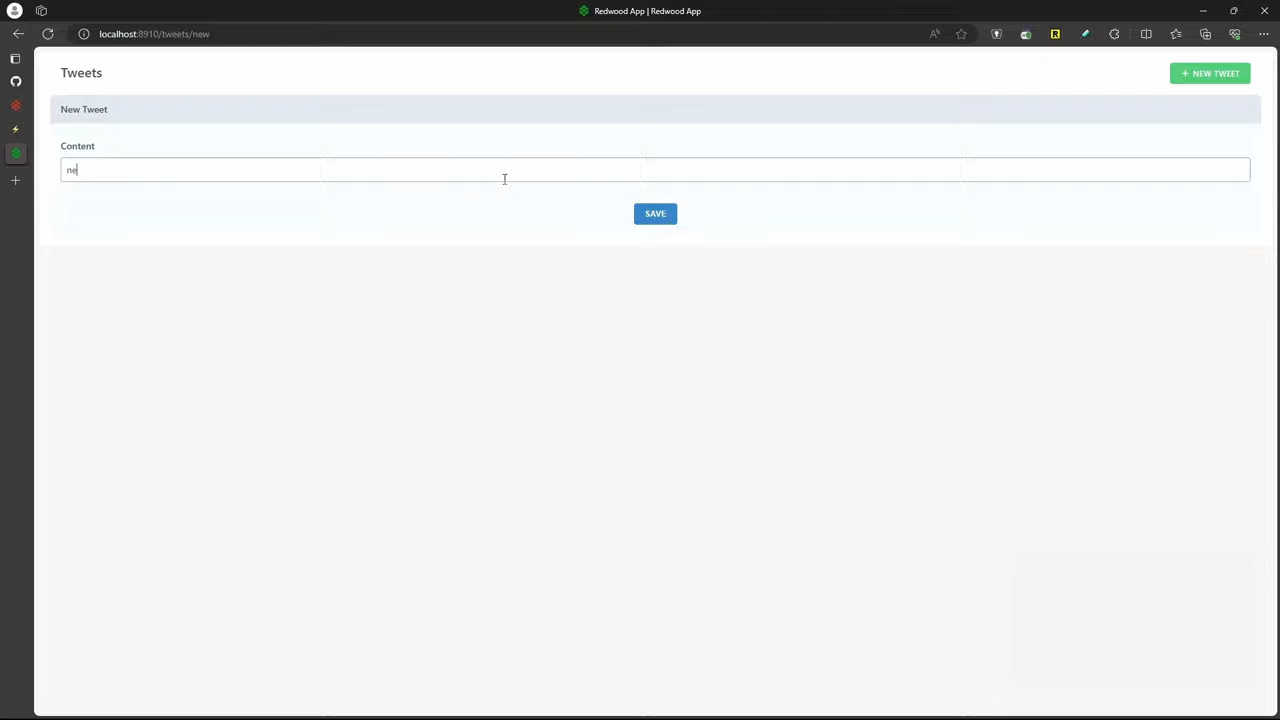 Redwood App | Redwood App
localhost:8910/tweets/new
Tweets
+ NEW TWEET
New Tweet
Content
ne
SAVE